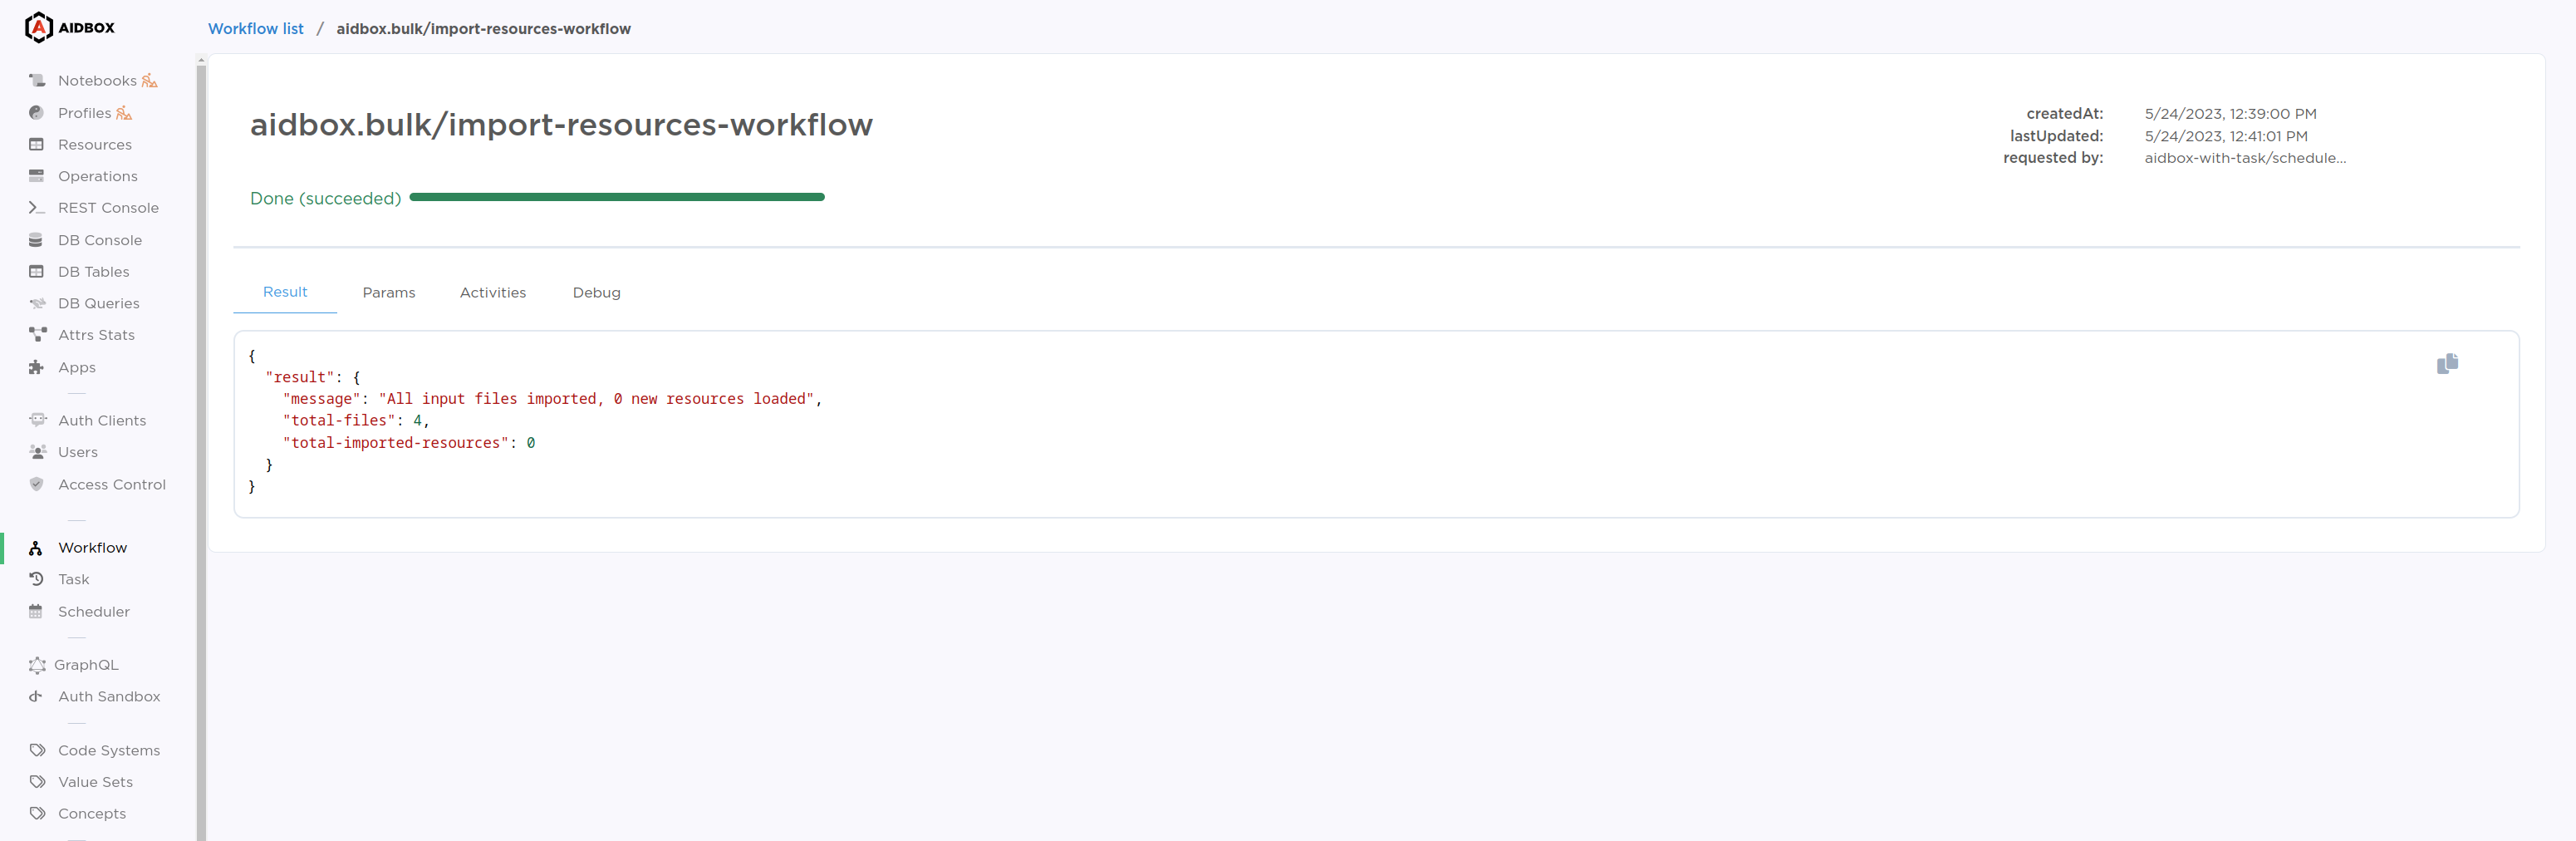 AIDBOX
Workflow list / aidbox.bulk/import-resources-workflow
Notebooks
Profiles
Resources
Operations
REST Console
DB Console
DB Tables
DB Queries
Attrs Stats
Apps
Auth Clients
Users
Access Control
Workflow
Task
Scheduler
GraphQL
Auth Sandbox
Code Systems
Value Sets
Concepts
aidbox.bulk/import-resources-workflow
createdAt: 5/24/2023, 12:39:00 PM
lastUpdated: 5/24/2023, 12:41:01 PM
requested by: aidbox-with-task/schedule...
Done (succeeded)
Result Params Activities Debug
{
"result": {
"message": "All input files imported, 0 new resources loaded",
"total-files": 4,
"total-imported-resources": 0
}
}